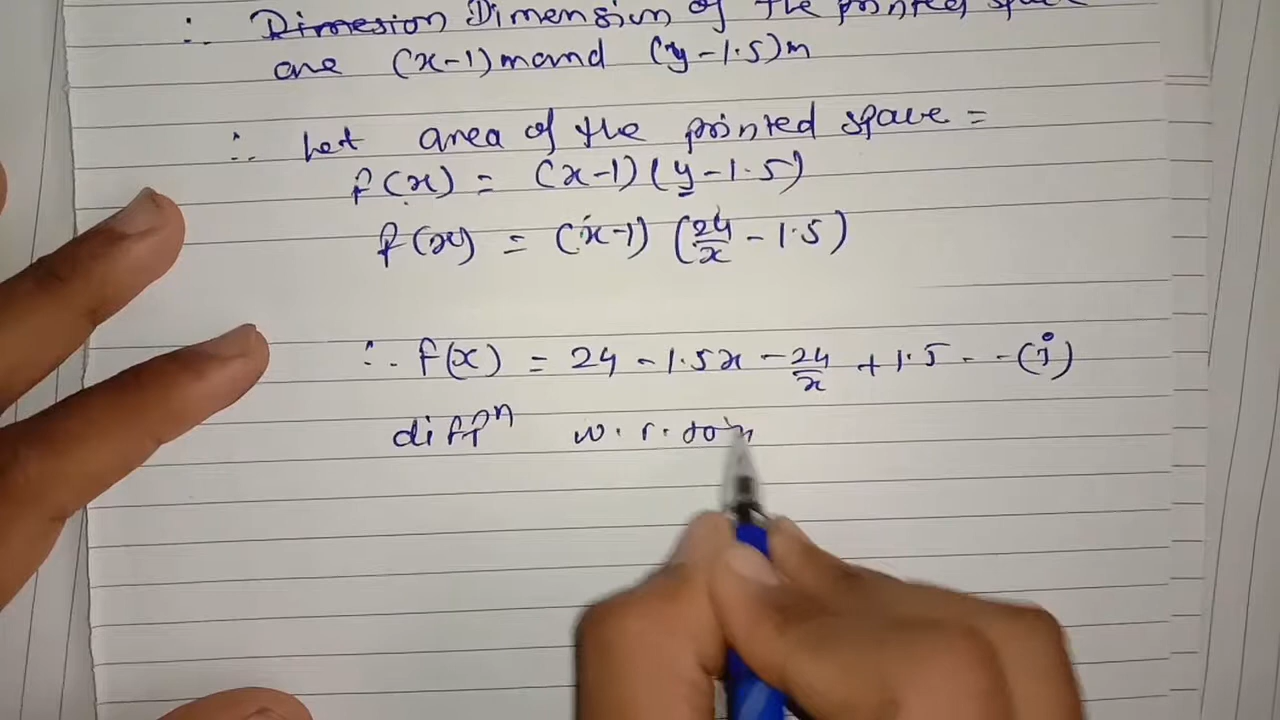 ∴ Dimesion Dimension of the printed space
are (x-1)m and (y-1.5)m
∴ Let area of the printed space =
f(x) = (x-1)(y-1.5)
f(x) = (x-1) (24/x - 1.5)
∴ f(x) = 24 - 1.5x - 24/x + 1.5 - - (i)
diffⁿ w.r.to x